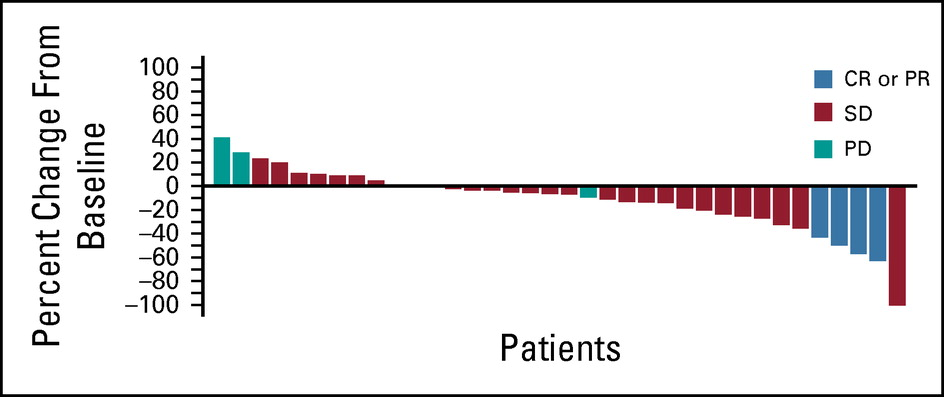 Percent Change From
Baseline
100
80
60
40
20
0
−20
−40
−60
−80
−100
CR or PR
SD
PD
Patients